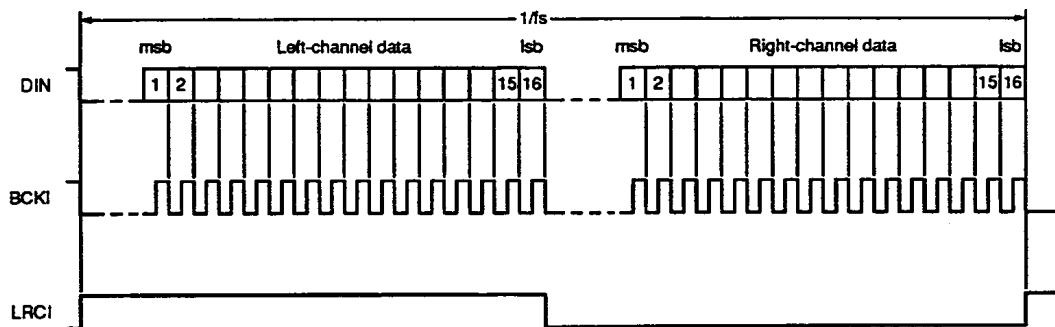 1/fs
msb Left-channel data lsb msb Right-channel data lsb
DIN 1 2 15 16 1 2 15 16
BCKI
LRCI